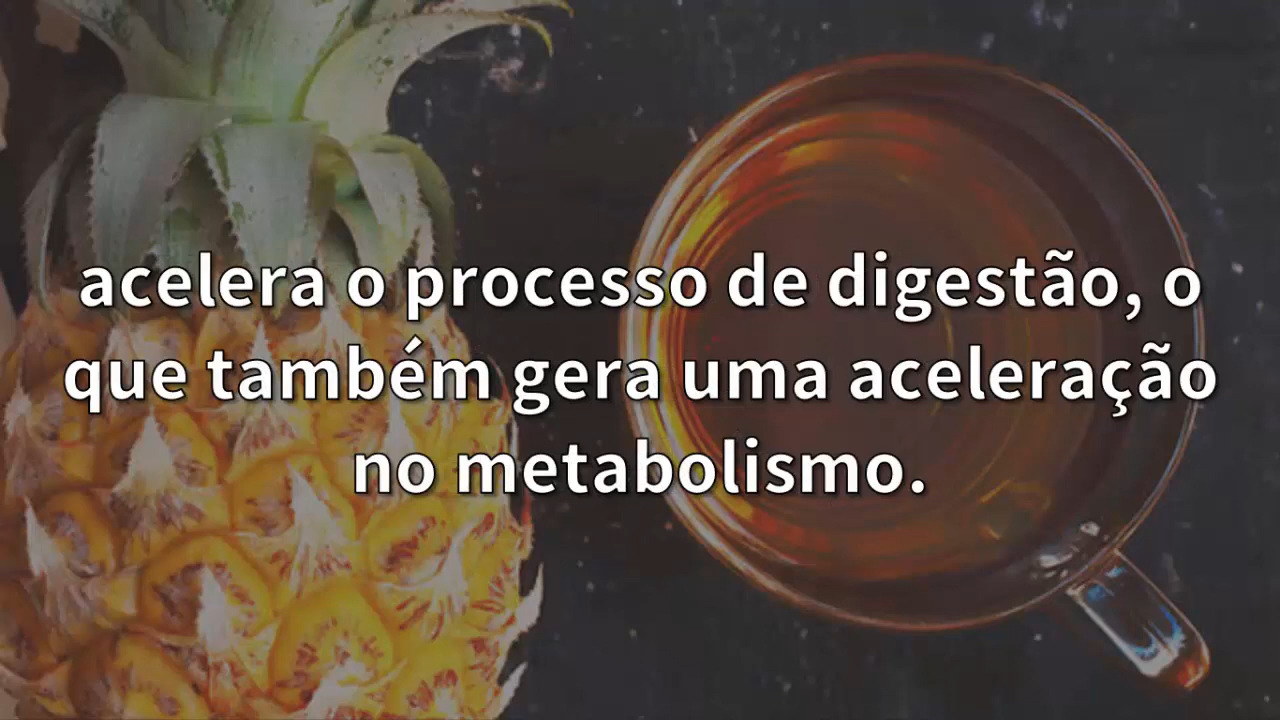 acelera o processo de digestão, o
que também gera uma aceleração
no metabolismo.